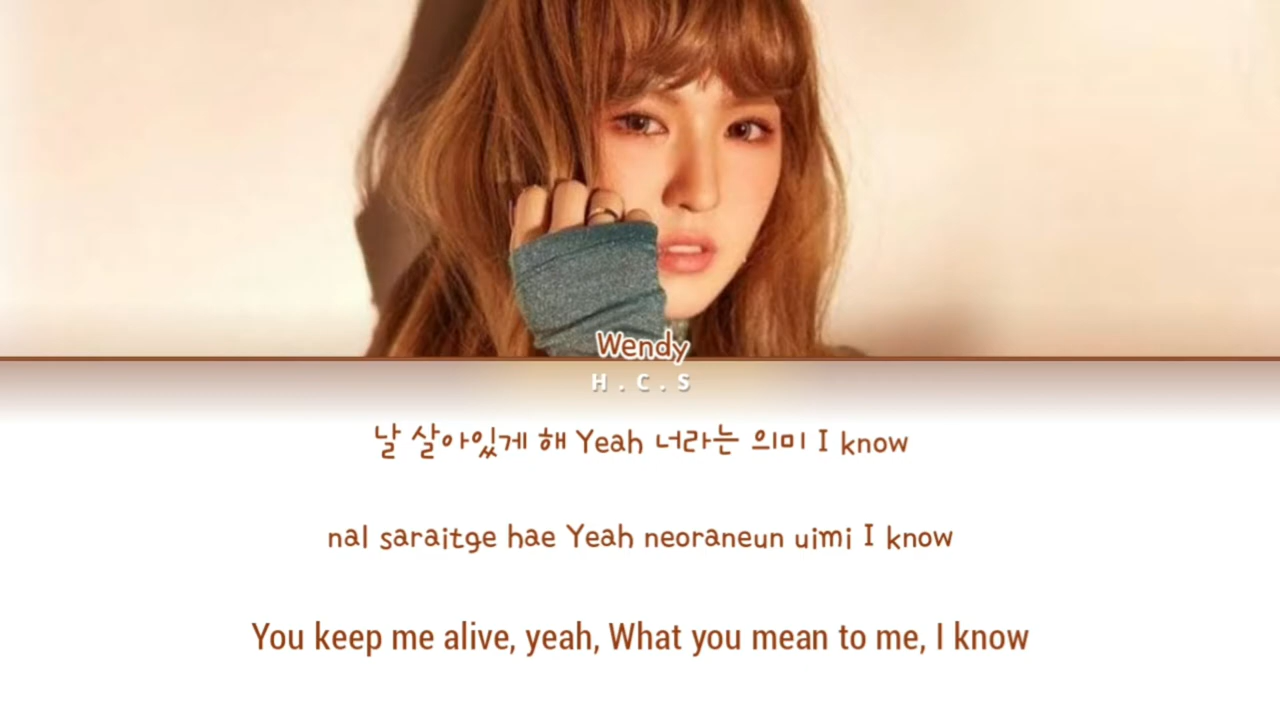 Wendy
H . C . S
날 살아있게 해 Yeah 너라는 의미 I know
nal saraitge hae Yeah neoraneun uimi I know
You keep me alive, yeah, What you mean to me, I know